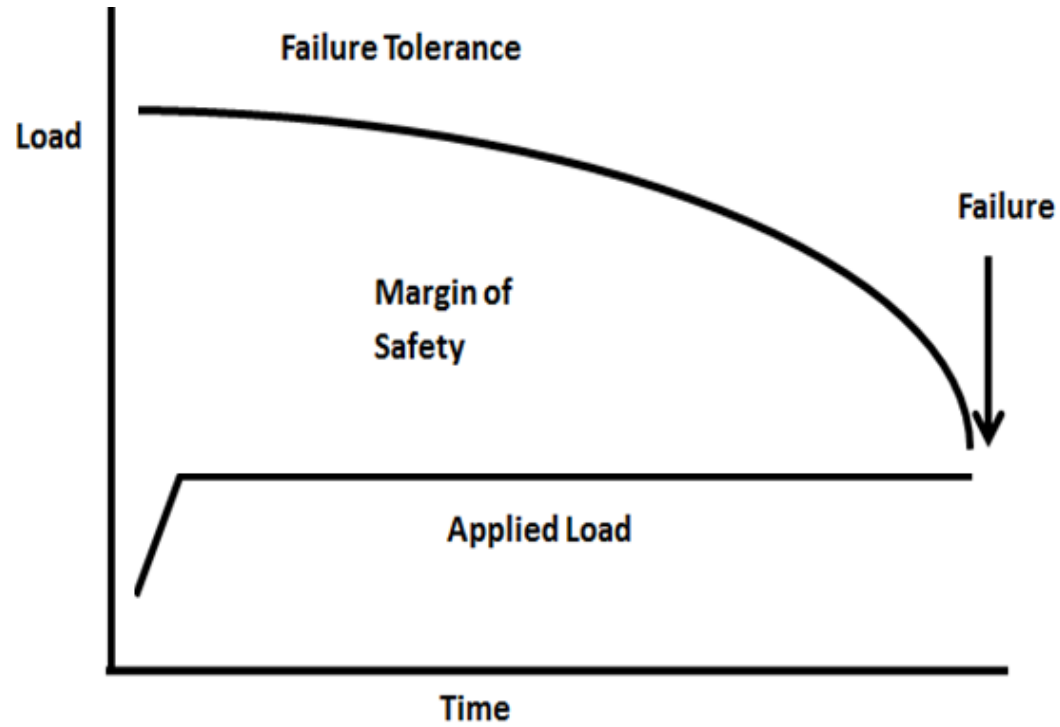 Failure Tolerance
Load
Failure
Margin of
Safety
Applied Load
Time